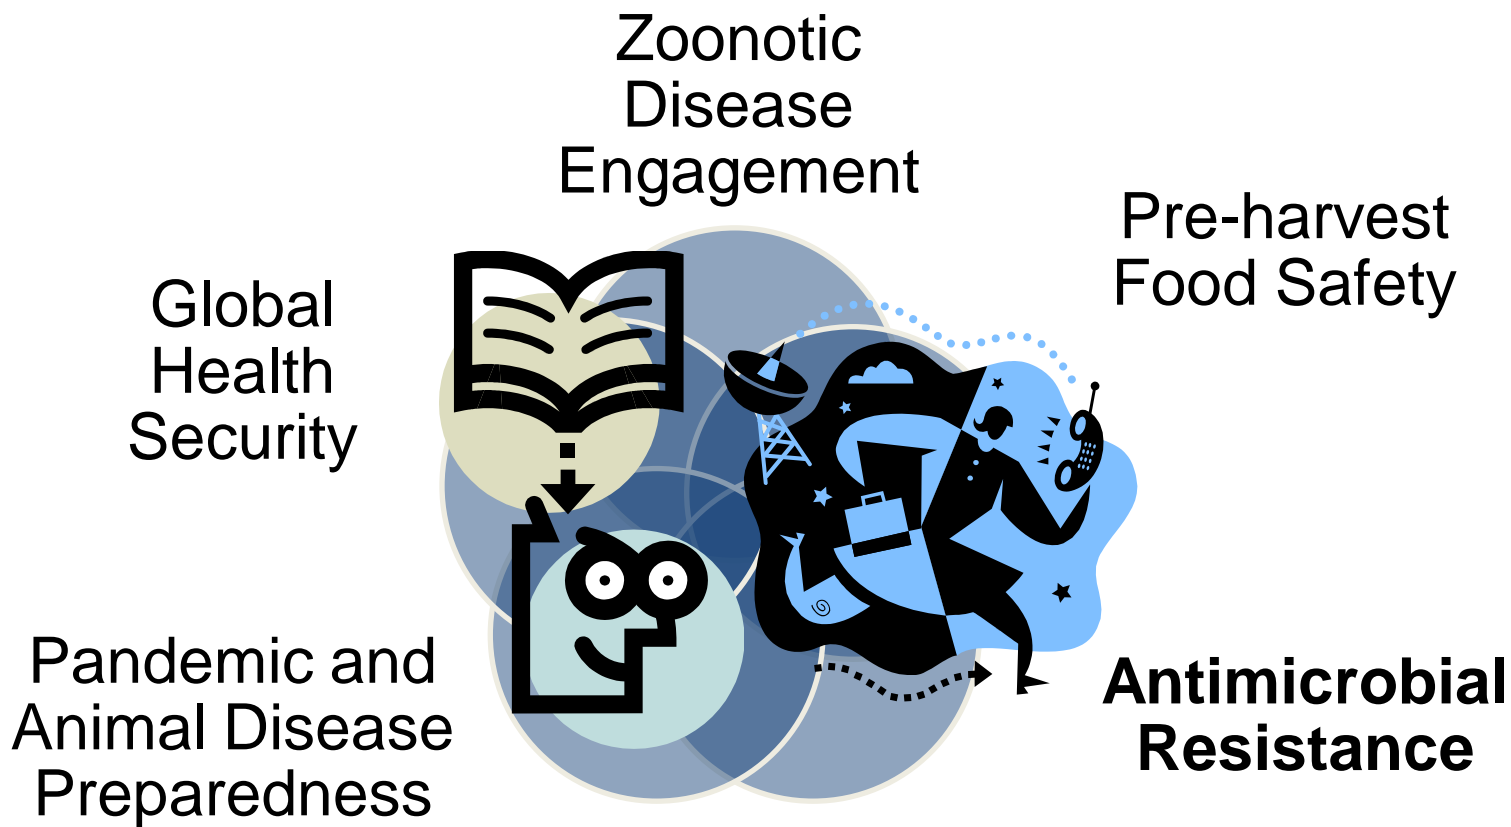 Zoonotic
Disease
Engagement
Pre-harvest
Food Safety
Global
Health
Security
Pandemic and
Animal Disease
Preparedness
Antimicrobial
Resistance